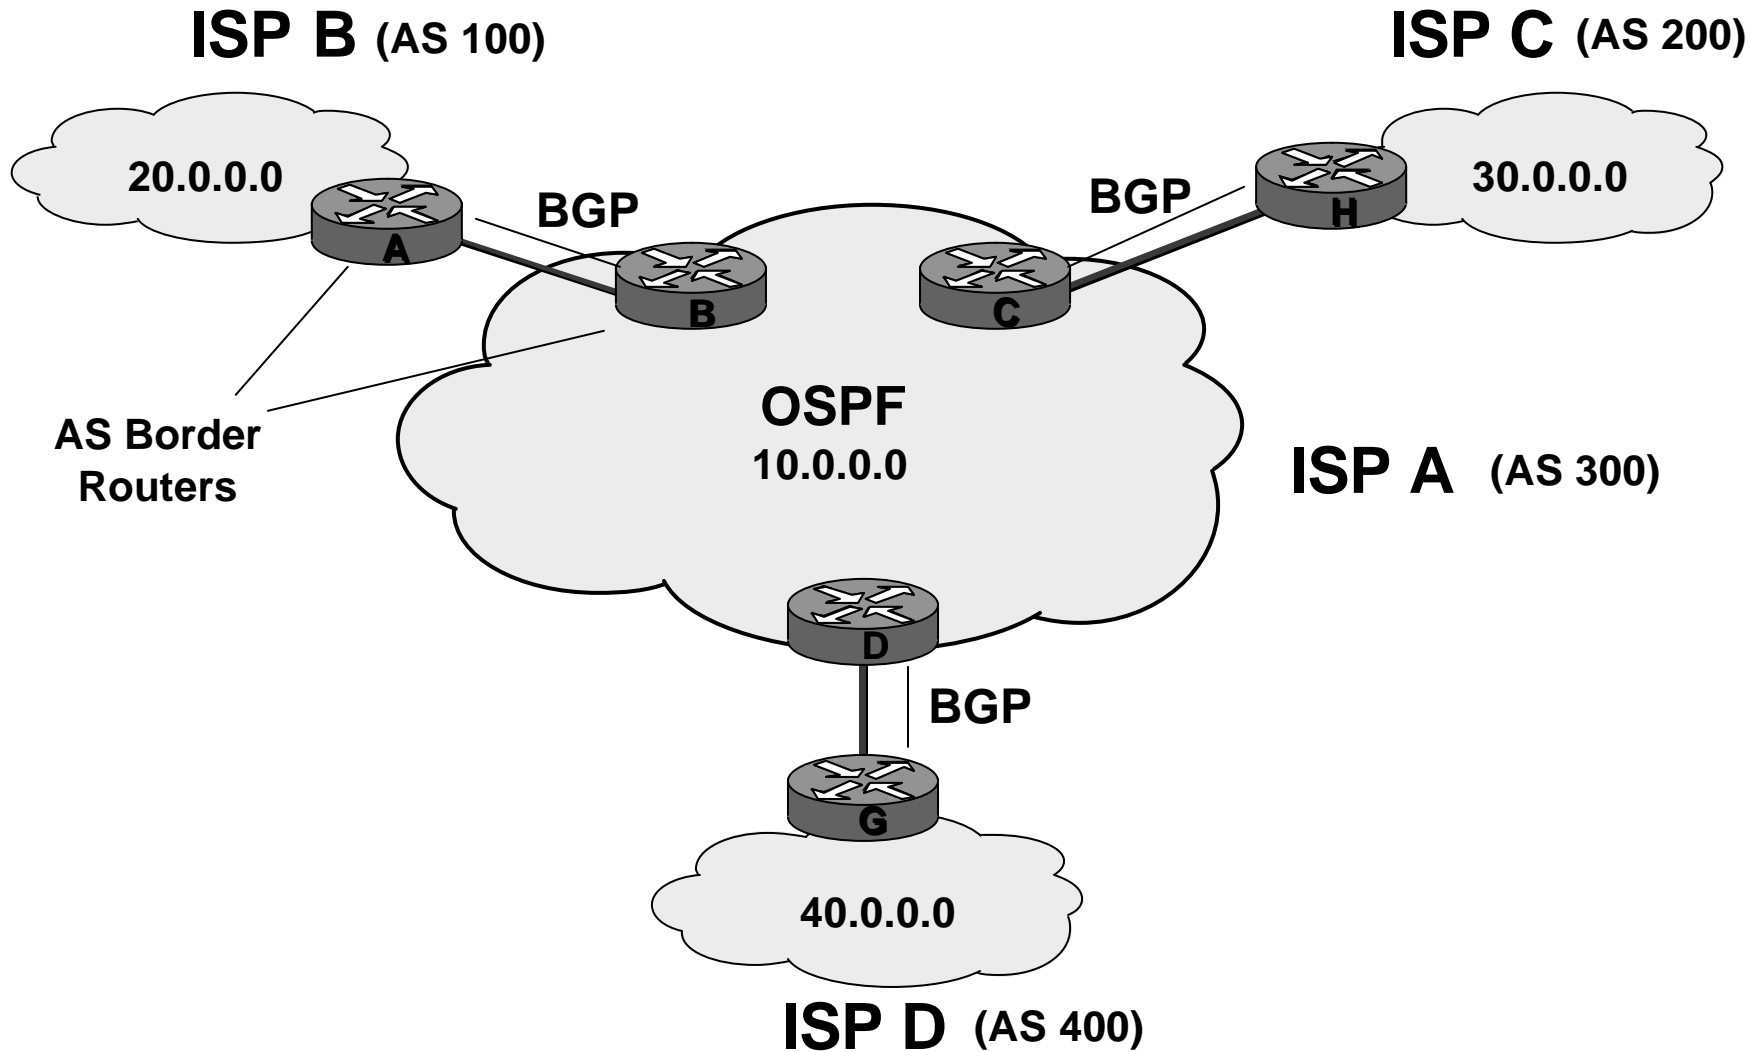 ISP B (AS 100)
ISP C (AS 200)
20.0.0.0
30.0.0.0
BGP
BGP
A
H
B
C
OSPF
10.0.0.0
AS Border
Routers
ISP A (AS 300)
D
BGP
G
40.0.0.0
ISP D (AS 400)